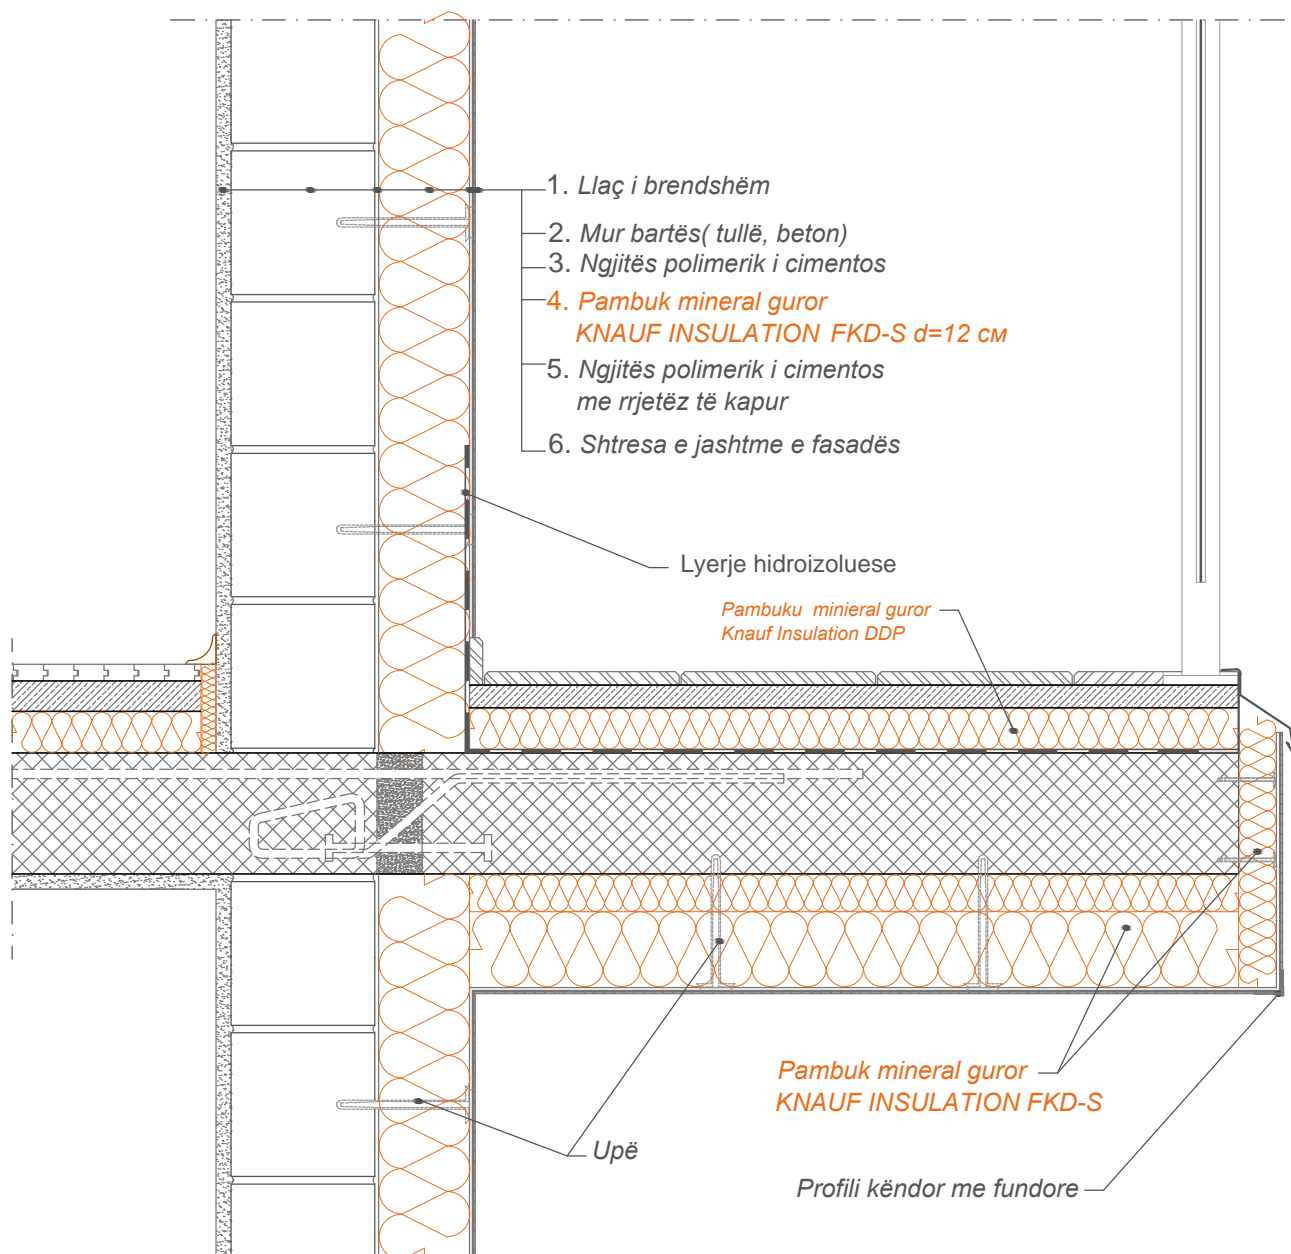 1. Llaç i brendshëm
2. Mur bartës( tullë, beton)
3. Ngjitës polimerik i cimentos
4. Pambuk mineral guror
KNAUF INSULATION FKD-S d=12 см
5. Ngjitës polimerik i cimentos
me rrjetëz të kapur
6. Shtresa e jashtme e fasadës
Lyerje hidroizoluese
Pambuku minieral guror
Knauf Insulation DDP
Pambuk mineral guror
KNAUF INSULATION FKD-S
Upë
Profili këndor me fundore